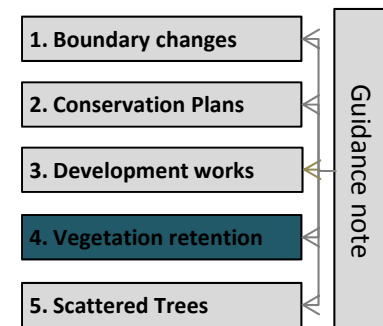 1. Boundary changes
2. Conservation Plans
3. Development works
4. Vegetation retention
5. Scattered Trees
Guidance note